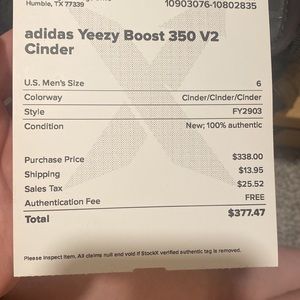 Humble, TX 77339
10903076-10802835
adidas Yeezy Boost 350 V2
Cinder
U.S. Men's Size 6
Colorway Cinder/Cinder/Cinder
Style FY2903
Condition New; 100% authentic
Purchase Price $338.00
Shipping $13.95
Sales Tax $25.52
Authentication Fee FREE
Total $377.47
Please inspect item. All claims null and void if StockX verified authentic tag is removed.